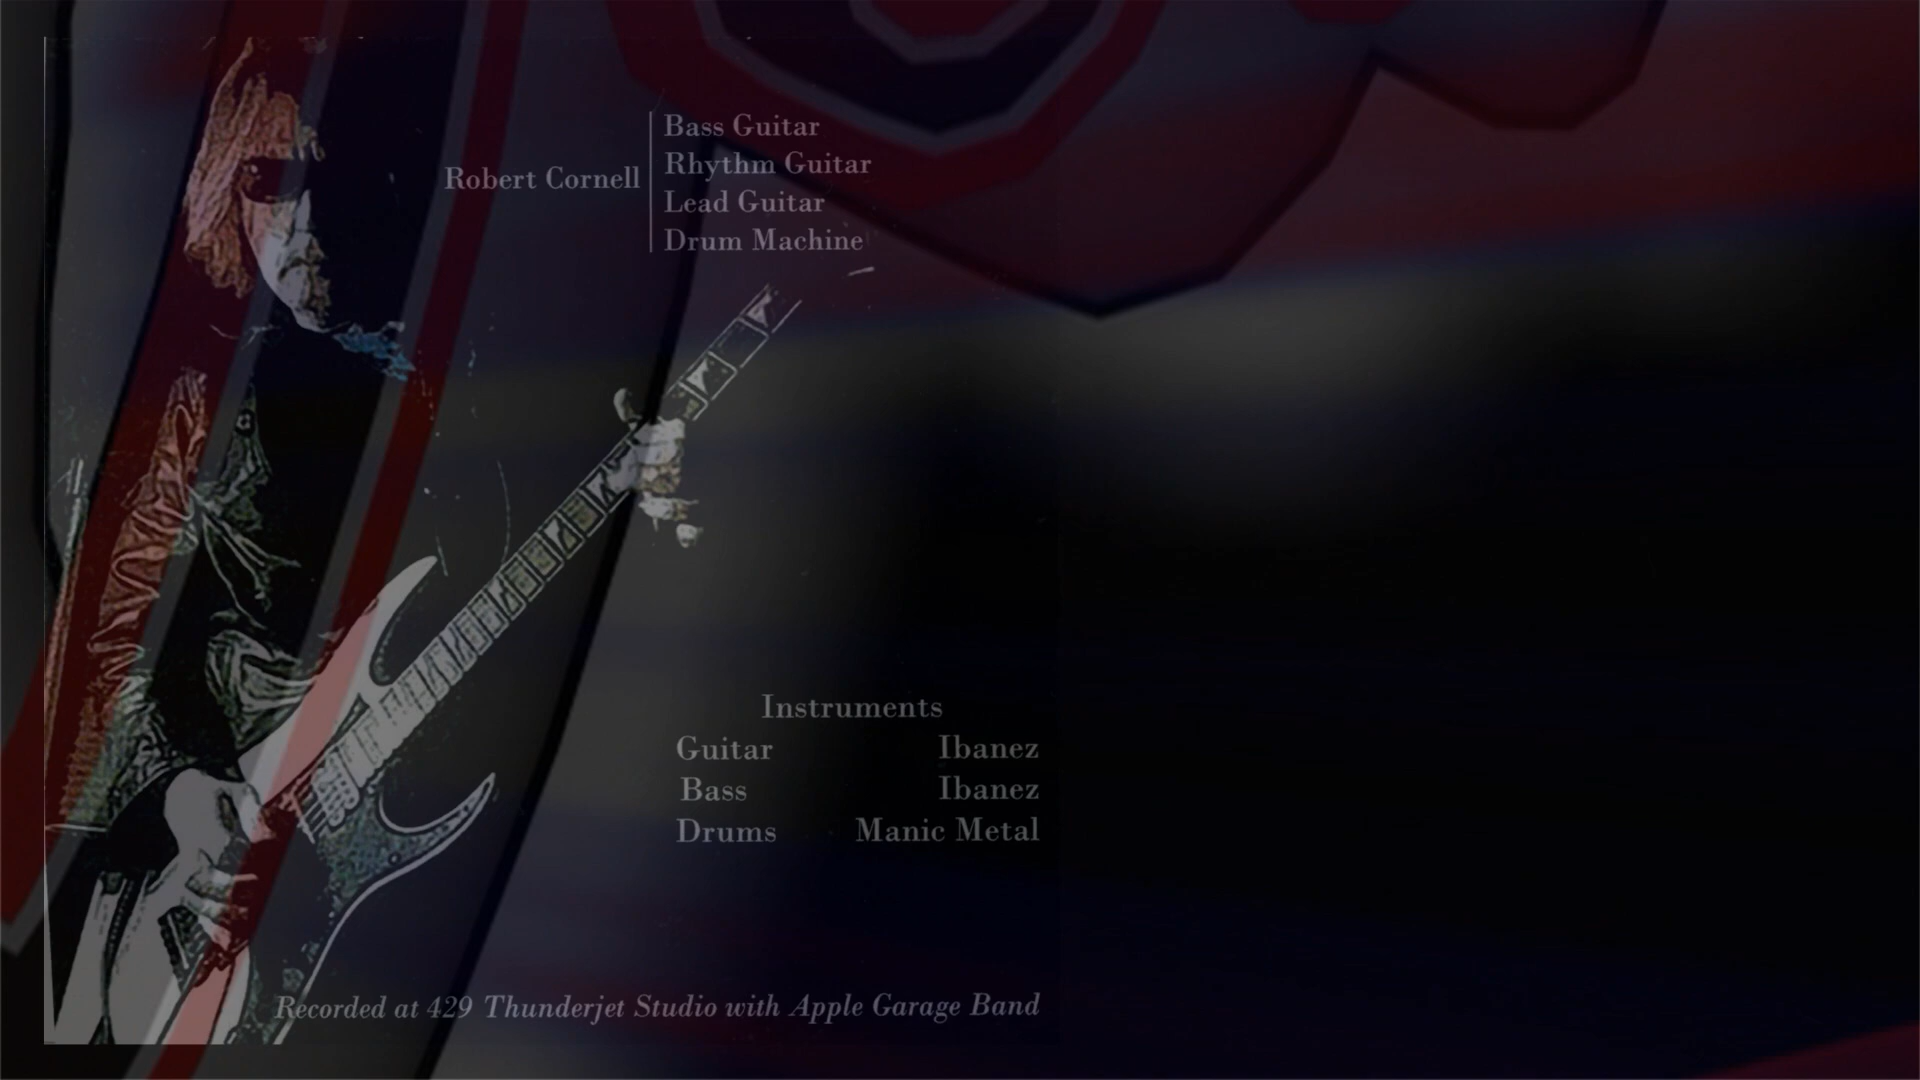 Robert Cornell
Bass Guitar
Rhythm Guitar
Lead Guitar
Drum Machine
Instruments
Guitar Ibanez
Bass Ibanez
Drums Manic Metal
Recorded at 429 Thunderjet Studio with Apple Garage Band